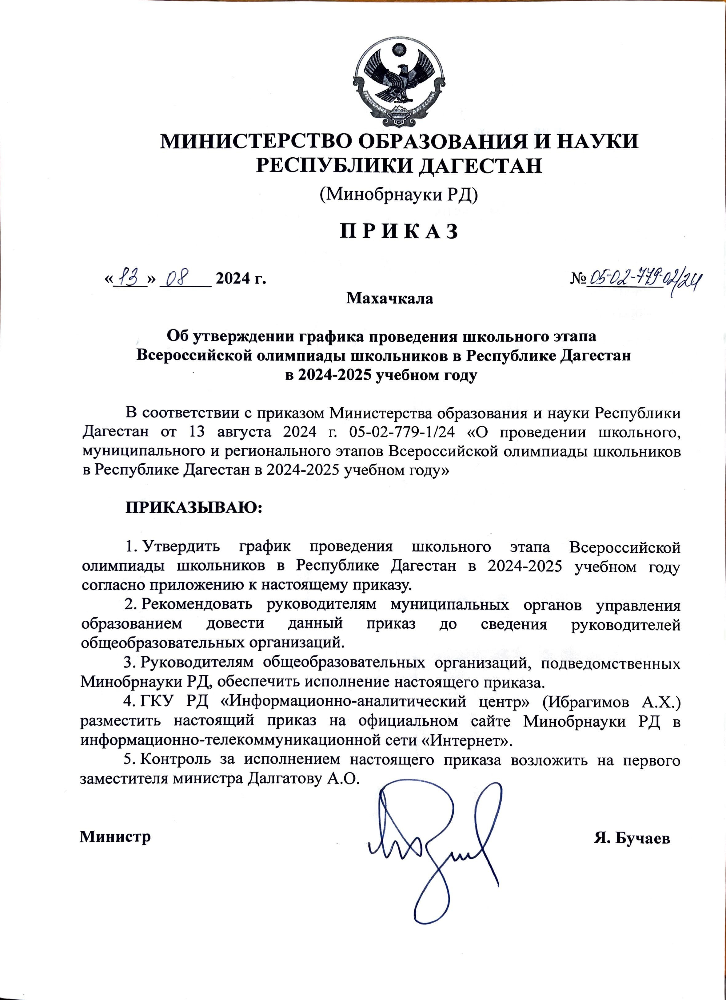 РЕСПУБЛИКА ДАГЕСТАН
МИНИСТЕРСТВО ОБРАЗОВАНИЯ И НАУКИ
РЕСПУБЛИКИ ДАГЕСТАН
(Минобрнауки РД)
П Р И К А З
«13» 08 2024 г.
№ 05-02-779-02/24
Махачкала
Об утверждении графика проведения школьного этапа
Всероссийской олимпиады школьников в Республике Дагестан
в 2024-2025 учебном году
В соответствии с приказом Министерства образования и науки Республики
Дагестан от 13 августа 2024 г. 05-02-779-1/24 «О проведении школьного,
муниципального и регионального этапов Всероссийской олимпиады школьников
в Республике Дагестан в 2024-2025 учебном году»
ПРИКАЗЫВАЮ:
1. Утвердить график проведения школьного этапа Всероссийской
олимпиады школьников в Республике Дагестан в 2024-2025 учебном году
согласно приложению к настоящему приказу.
2. Рекомендовать руководителям муниципальных органов управления
образованием довести данный приказ до сведения руководителей
общеобразовательных организаций.
3. Руководителям общеобразовательных организаций, подведомственных
Минобрнауки РД, обеспечить исполнение настоящего приказа.
4. ГКУ РД «Информационно-аналитический центр» (Ибрагимов А.Х.)
разместить настоящий приказ на официальном сайте Минобрнауки РД в
информационно-телекоммуникационной сети «Интернет».
5. Контроль за исполнением настоящего приказа возложить на первого
заместителя министра Далгатову А.О.
Министр
Я. Бучаев